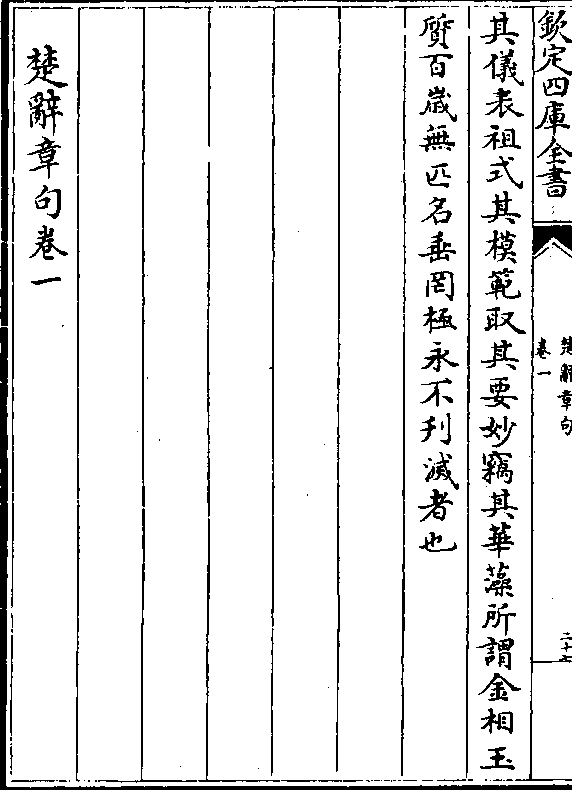 欽定四庫全書
楚辭章句
卷一
二十六
其儀表祖式其模範取其要妙竊其華藻所謂金相玉
質百歲無匹名垂罔極永不刋滅者也
楚辭章句卷一